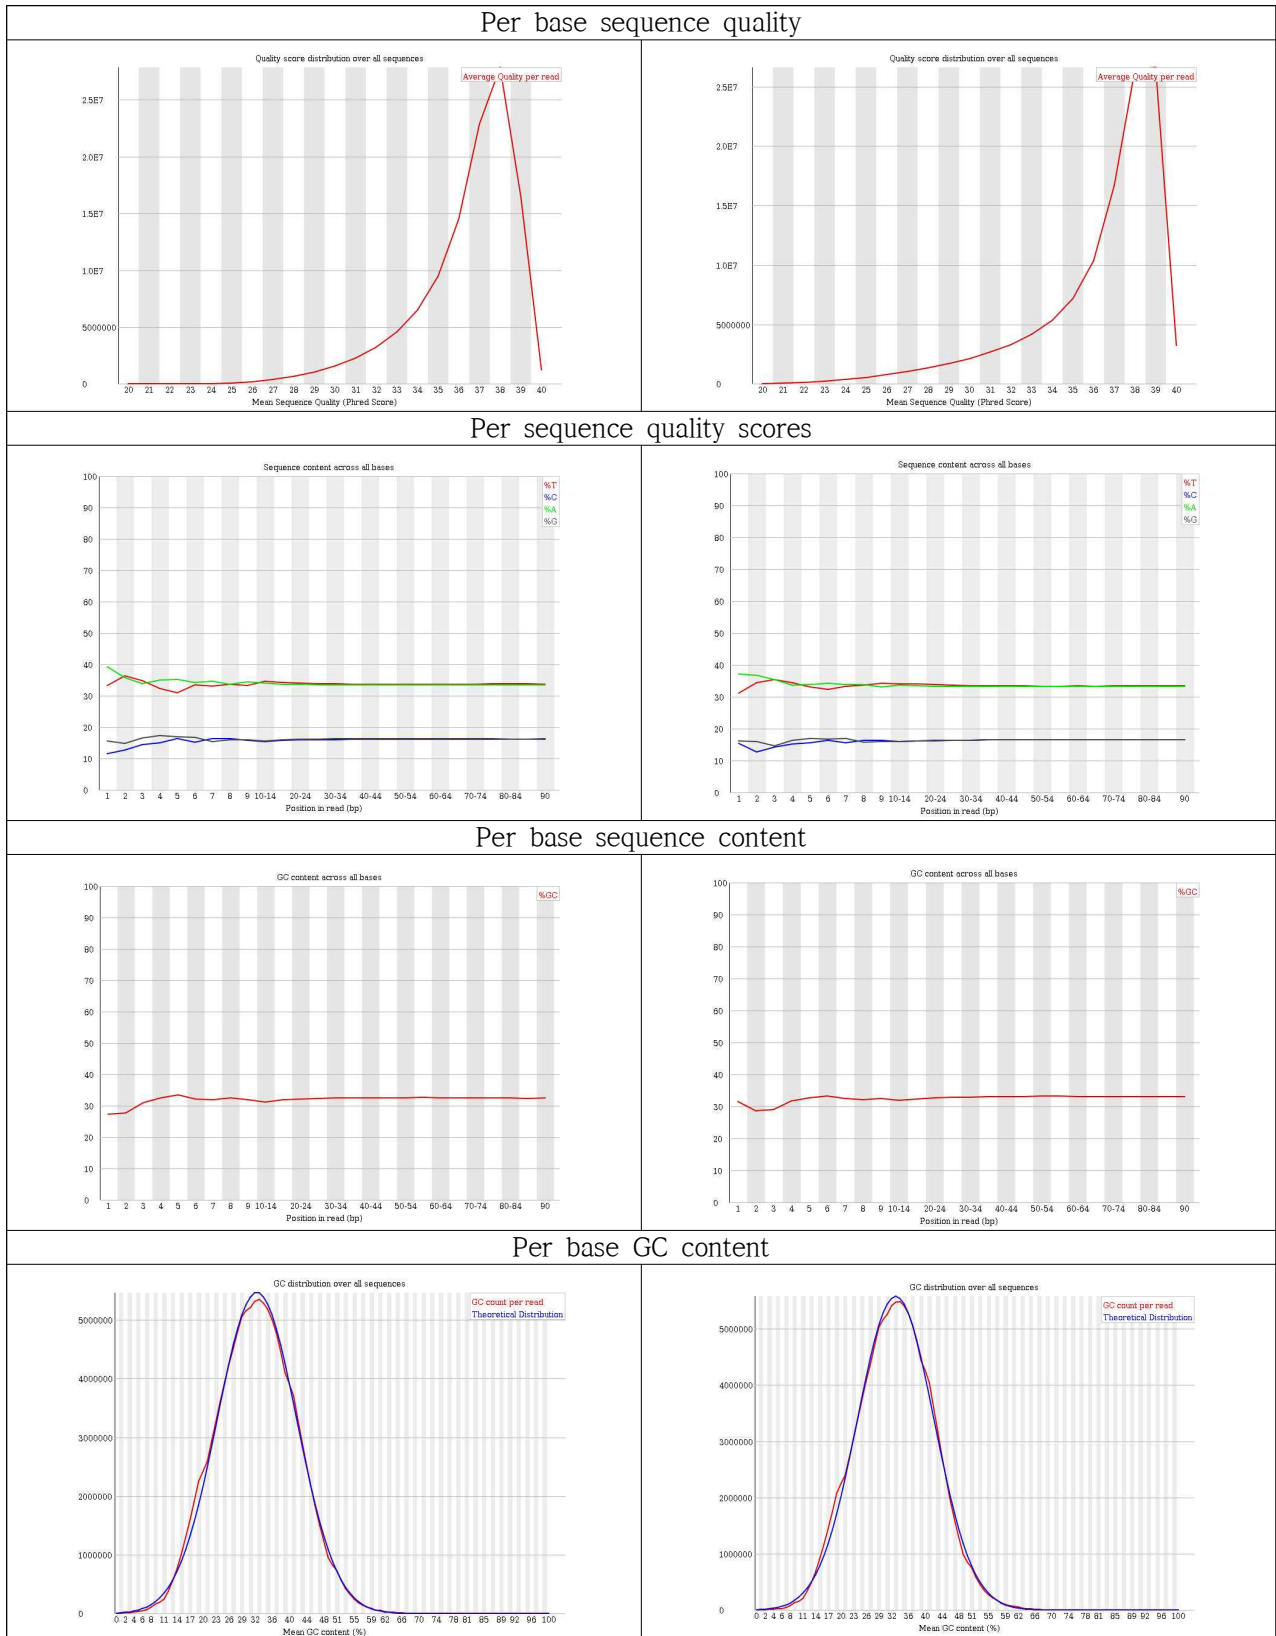 Per base sequence quality
Quality score distribution over all sequences
Average Quality per read
2.5E7
2.0E7
1.5E7
1.0E7
5000000
0
20 21 22 23 24 25 26 27 28 29 30 31 32 33 34 35 36 37 38 39 40
Mean Sequence Quality (Phred Score)
Quality score distribution over all sequences
Average Quality per read
2.5E7
2.0E7
1.5E7
1.0E7
5000000
0
20 21 22 23 24 25 26 27 28 29 30 31 32 33 34 35 36 37 38 39 40
Mean Sequence Quality (Phred Score)
Per sequence quality scores
Sequence content across all bases
%T
%C
%A
%G
100
90
80
70
60
50
40
30
20
10
0
1 2 3 4 5 6 7 8 9 10-14 20-24 30-34 40-44 50-54 60-64 70-74 80-84 90
Position in read (bp)
Sequence content across all bases
%T
%C
%A
%G
100
90
80
70
60
50
40
30
20
10
0
1 2 3 4 5 6 7 8 9 10-14 20-24 30-34 40-44 50-54 60-64 70-74 80-84 90
Position in read (bp)
Per base sequence content
GC content across all bases
%GC
100
90
80
70
60
50
40
30
20
10
0
1 2 3 4 5 6 7 8 9 10-14 20-24 30-34 40-44 50-54 60-64 70-74 80-84 90
Position in read (bp)
GC content across all bases
%GC
100
90
80
70
60
50
40
30
20
10
0
1 2 3 4 5 6 7 8 9 10-14 20-24 30-34 40-44 50-54 60-64 70-74 80-84 90
Position in read (bp)
Per base GC content
GC distribution over all sequences
GC count per read
Theoretical Distribution
5000000
4000000
3000000
2000000
1000000
0
0 2 4 6 8 11 14 17 20 23 26 29 32 36 40 44 48 51 55 59 62 66 70 74 78 81 85 89 92 96 100
Mean GC content (%)
GC distribution over all sequences
GC count per read
Theoretical Distribution
5000000
4000000
3000000
2000000
1000000
0
0 2 4 6 8 11 14 17 20 23 26 29 32 36 40 44 48 51 55 59 62 66 70 74 78 81 85 89 92 96 100
Mean GC content (%)